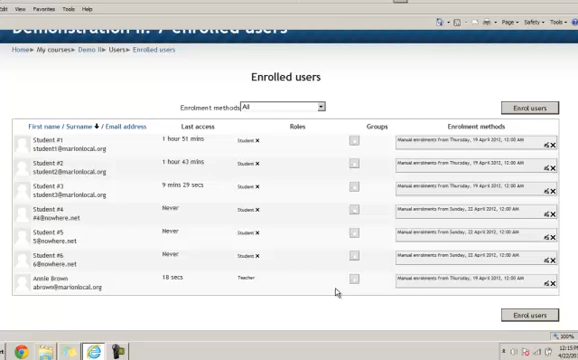 Edit View Favorites Tools Help
Page Safety Tools
Demonstration II: 7 enrolled users
Home My courses Demo II Users Enrolled users
Enrolled users
Enrolment methods All Enrol users
First name / Surname / Email address Last access Roles Groups Enrolment methods
Student #1 1 hour 51 mins Student Manual enrolments from Thursday, 19 April 2012, 12:00 AM
student1@marionlocal.org
Student #2 1 hour 43 mins Student Manual enrolments from Thursday, 19 April 2012, 12:00 AM
student2@marionlocal.org
Student #3 9 mins 29 secs Student Manual enrolments from Thursday, 19 April 2012, 12:00 AM
student3@marionlocal.org
Student #4 Never Student Manual enrolments from Sunday, 22 April 2012, 12:00 AM
#4@nowhere.net
Student #5 Never Student Manual enrolments from Sunday, 22 April 2012, 12:00 AM
5@nowhere.net
Student #6 Never Student Manual enrolments from Sunday, 22 April 2012, 12:00 AM
6@nowhere.net
Annie Brown 18 secs Teacher Manual enrolments from Thursday, 19 April 2012, 12:00 AM
abrown@marionlocal.org
Enrol users
12:15 PM